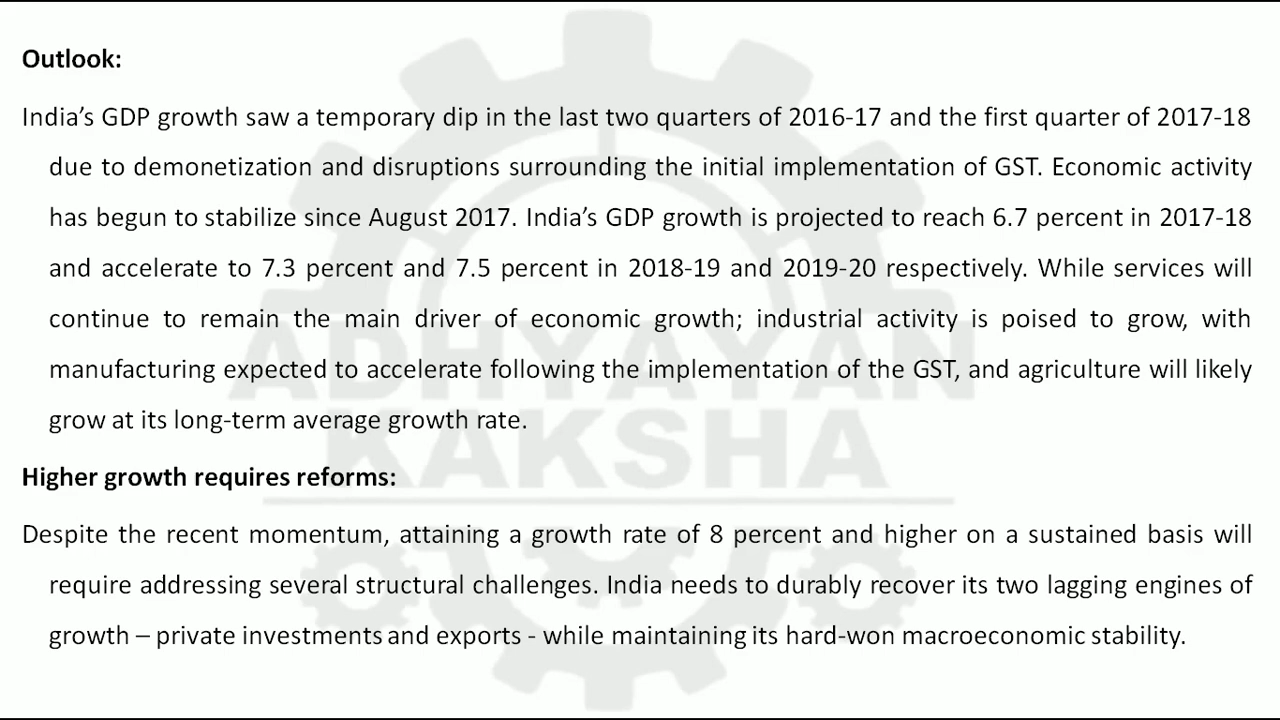 Outlook:
India’s GDP growth saw a temporary dip in the last two quarters of 2016-17 and the first quarter of 2017-18
due to demonetization and disruptions surrounding the initial implementation of GST. Economic activity
has begun to stabilize since August 2017. India’s GDP growth is projected to reach 6.7 percent in 2017-18
and accelerate to 7.3 percent and 7.5 percent in 2018-19 and 2019-20 respectively. While services will
continue to remain the main driver of economic growth; industrial activity is poised to grow, with
manufacturing expected to accelerate following the implementation of the GST, and agriculture will likely
grow at its long-term average growth rate.
Higher growth requires reforms:
Despite the recent momentum, attaining a growth rate of 8 percent and higher on a sustained basis will
require addressing several structural challenges. India needs to durably recover its two lagging engines of
growth – private investments and exports - while maintaining its hard-won macroeconomic stability.
ADHYAYAN
KAKSHA